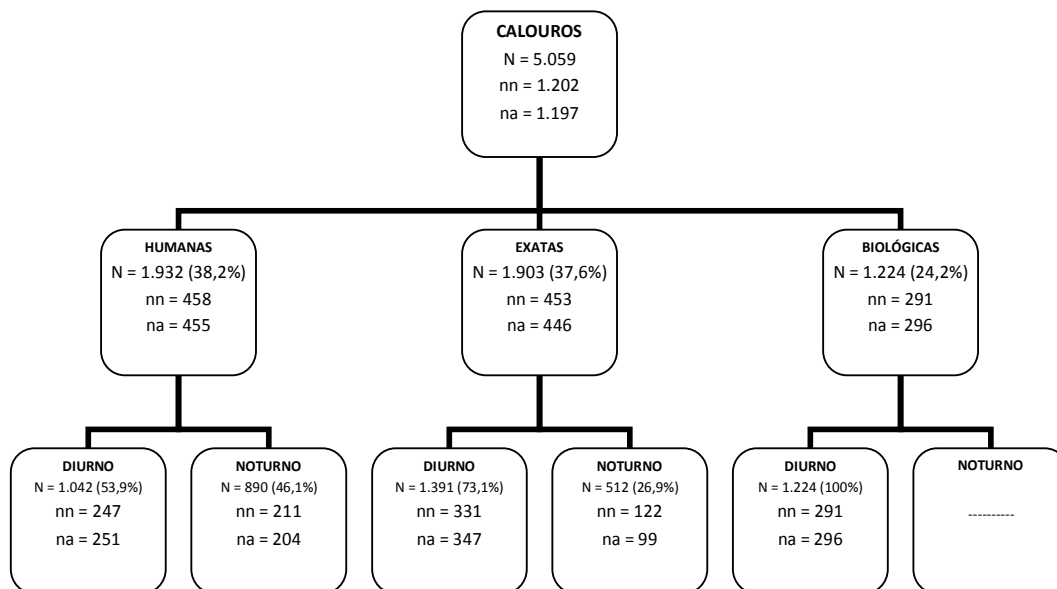 CALOUROS
N = 5.059
nn = 1.202
na = 1.197
HUMANAS
N = 1.932 (38,2%)
nn = 458
na = 455
EXATAS
N = 1.903 (37,6%)
nn = 453
na = 446
BIOLÓGICAS
N = 1.224 (24,2%)
nn = 291
na = 296
DIURNO
N = 1.042 (53,9%)
nn = 247
na = 251
NOTURNO
N = 890 (46,1%)
nn = 211
na = 204
DIURNO
N = 1.391 (73,1%)
nn = 331
na = 347
NOTURNO
N = 512 (26,9%)
nn = 122
na = 99
DIURNO
N = 1.224 (100%)
nn = 291
na = 296
NOTURNO
----------